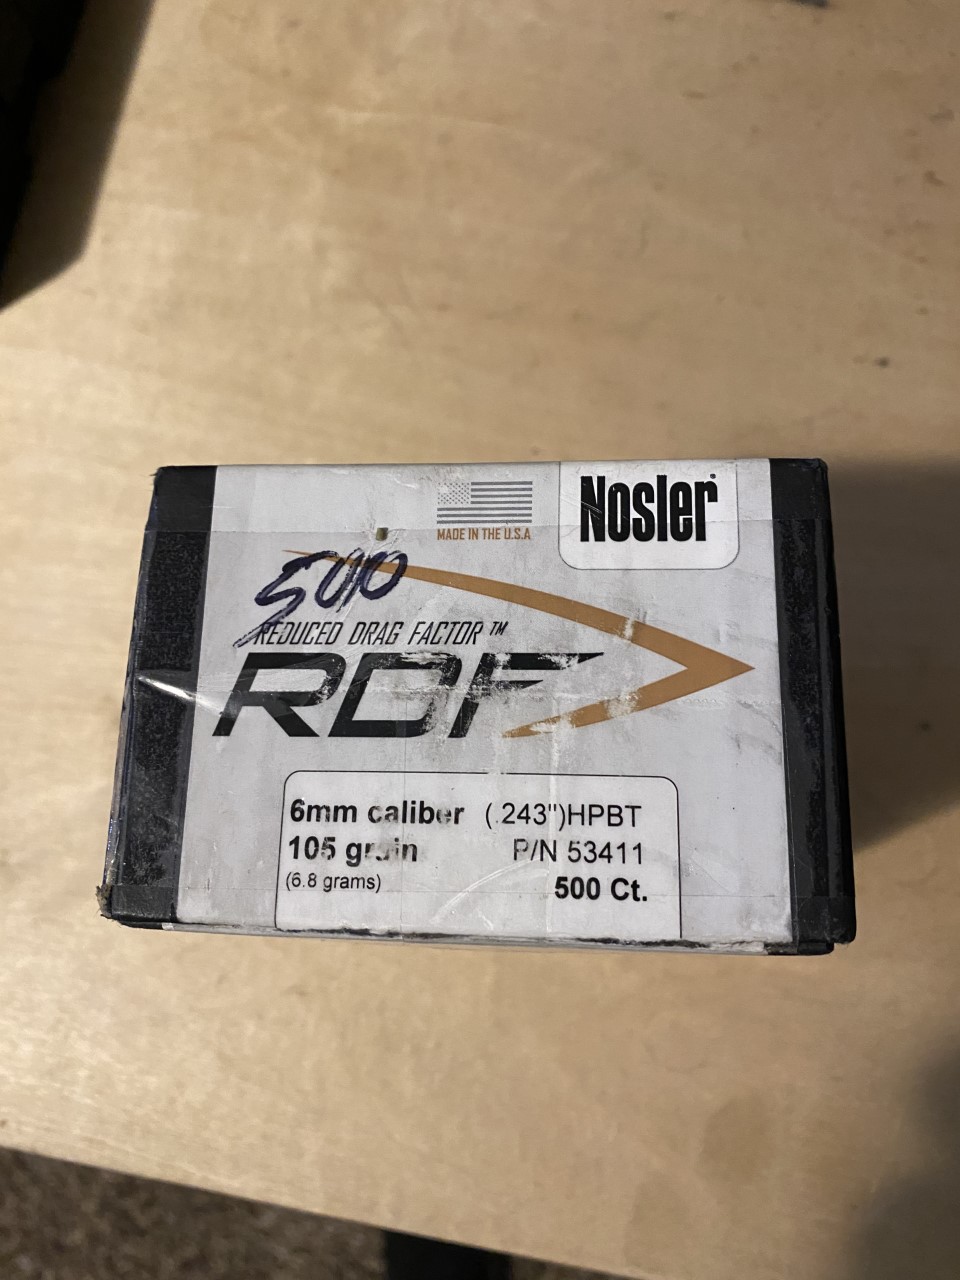 Nosler®
MADE IN THE U.S.A
500
REDUCED DRAG FACTOR™
RDF
6mm caliber (.243")HPBT
105 grain P/N 53411
(6.8 grams) 500 Ct.